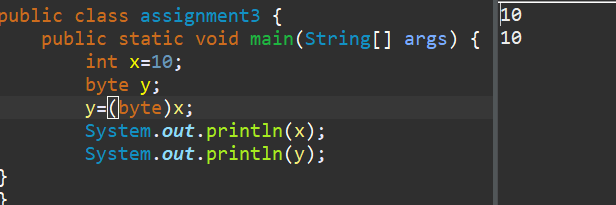 public class assignment3 {
public static void main(String[] args) {
int x=10;
byte y;
y=(byte)x;
System.out.println(x);
System.out.println(y);
}
}
10
10